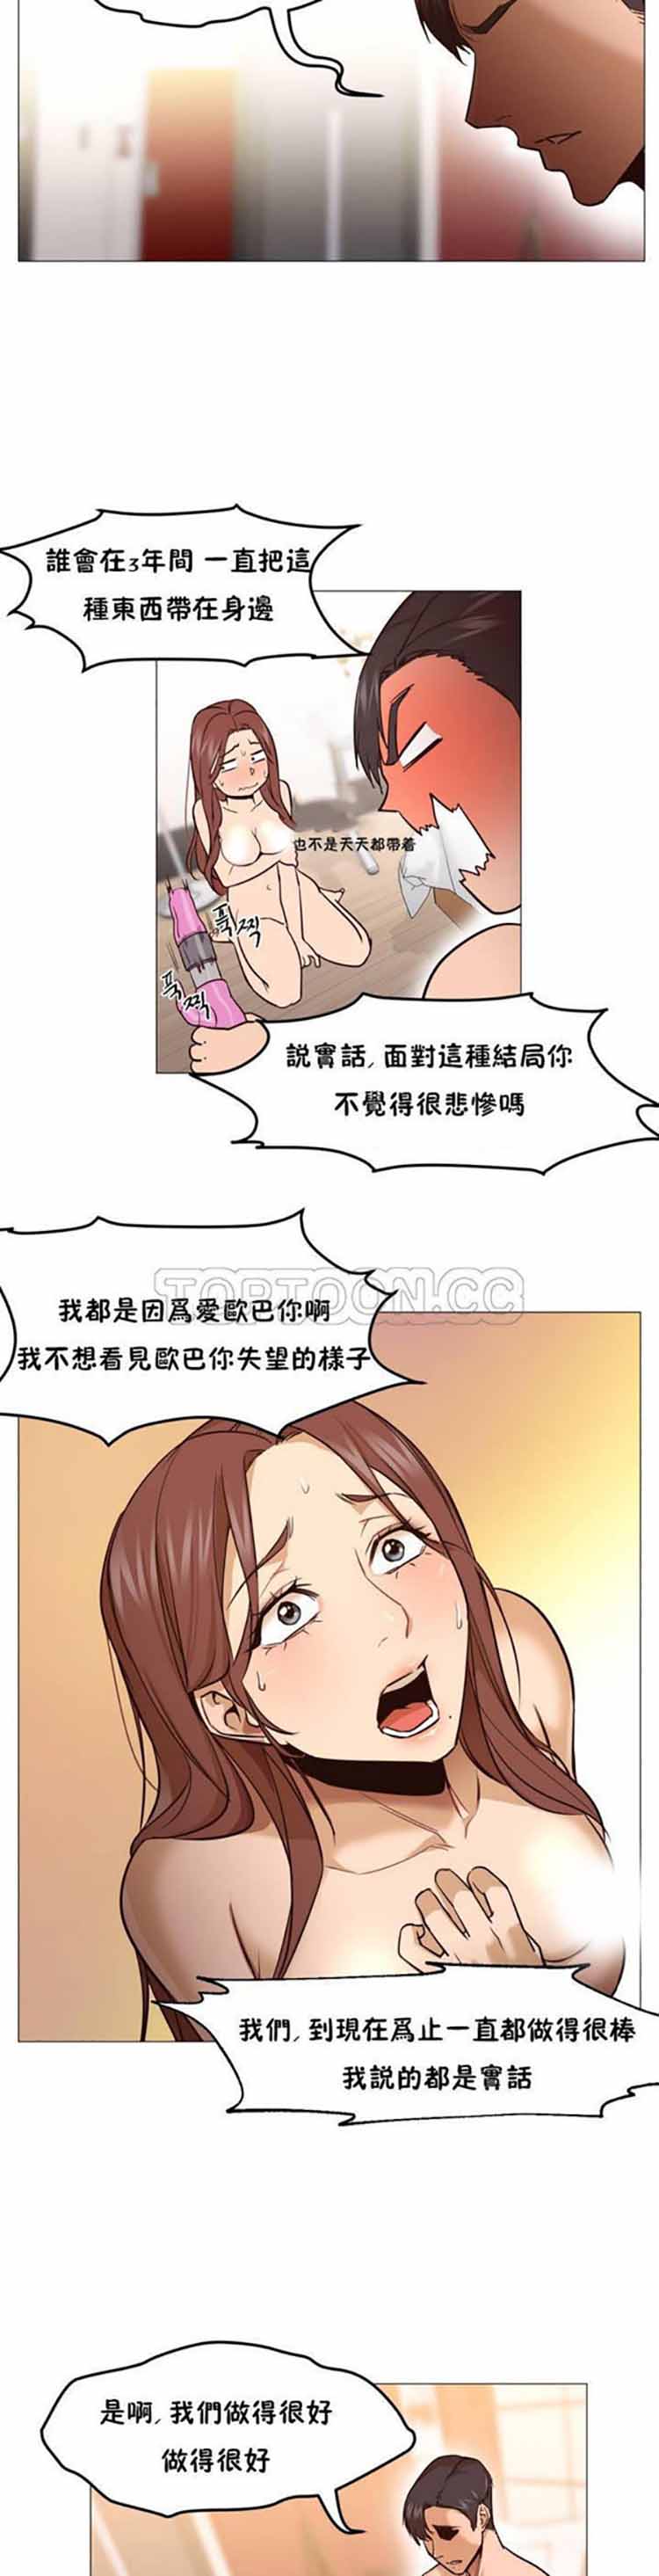 誰會在3年間 一直把這
種東西帶在身邊
也不是天天都帶着
푹쩍
푹쩍
説實話, 面對這種結局你
不覺得很悲慘嗎
TOPTOON.CC
我都是因爲愛歐巴你啊
我不想看見歐巴你失望的樣子
我們, 到現在爲止一直都做得很棒
我説的都是實話
是啊, 我們做得很好
做得很好